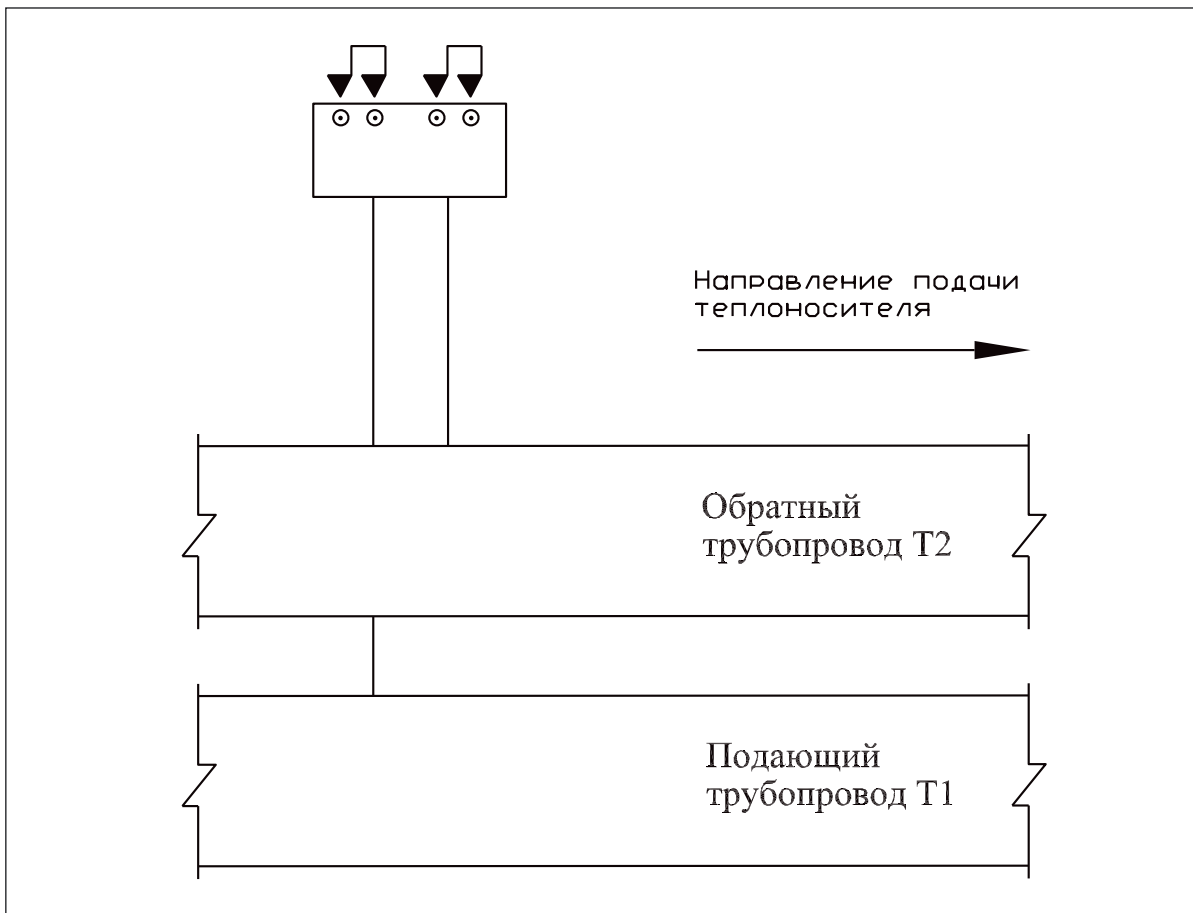 Направление подачи
теплоносителя
Обратный
трубопровод Т2
Подающий
трубопровод Т1